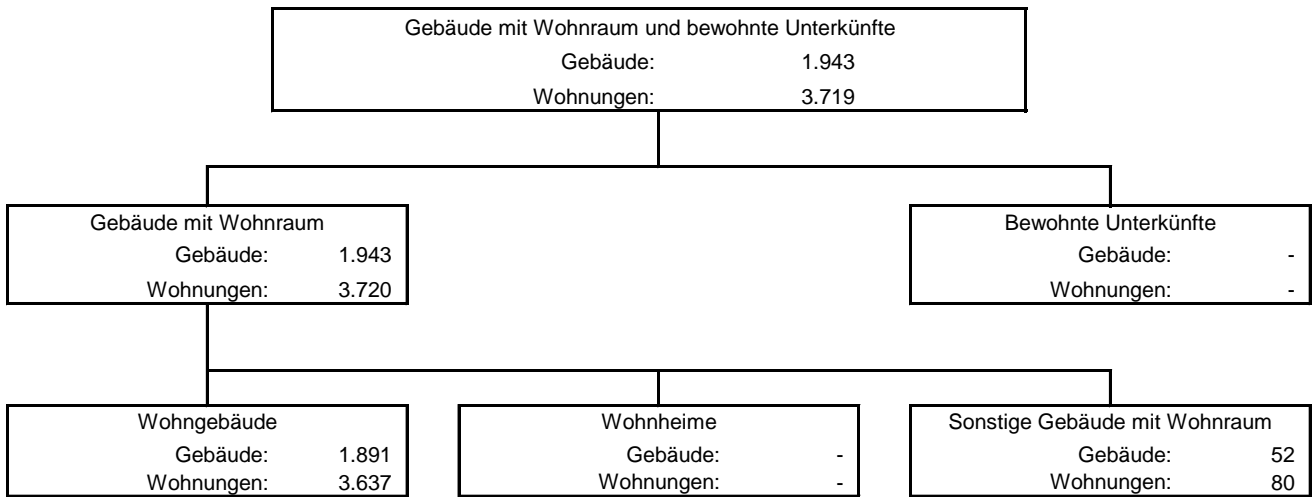 Gebäude mit Wohnraum und bewohnte Unterkünfte
Gebäude: 1.943
Wohnungen: 3.719
Gebäude mit Wohnraum
Gebäude: 1.943
Wohnungen: 3.720
Bewohnte Unterkünfte
Gebäude: -
Wohnungen: -
Wohngebäude
Gebäude: 1.891
Wohnungen: 3.637
Wohnheime
Gebäude: -
Wohnungen: -
Sonstige Gebäude mit Wohnraum
Gebäude: 52
Wohnungen: 80